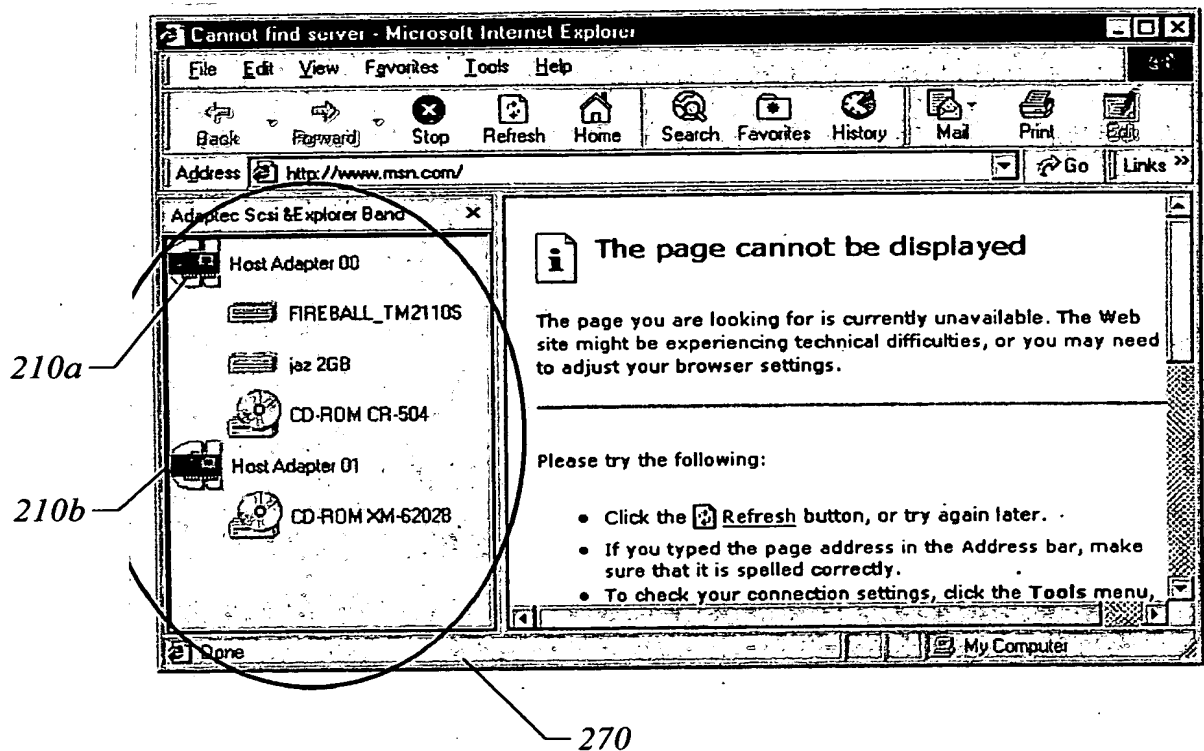 Cannot find server - Microsoft Internet Explorer
File Edit View Favorites Tools Help
Back Forward Stop Refresh Home Search Favorites History Mail Print Edit
Address http://www.msn.com/ Go Links »
Adaptec Scsi &Explorer Band ×
Host Adapter 00
FIREBALL_TM2110S
jaz 2GB
CD-ROM CR-504
Host Adapter 01
CD-ROM XM-6202B
210a
210b
The page cannot be displayed
The page you are looking for is currently unavailable. The Web
site might be experiencing technical difficulties, or you may need
to adjust your browser settings.
Please try the following:
• Click the Refresh button, or try again later.
• If you typed the page address in the Address bar, make
sure that it is spelled correctly.
• To check your connection settings, click the Tools menu,
Done My Computer
270